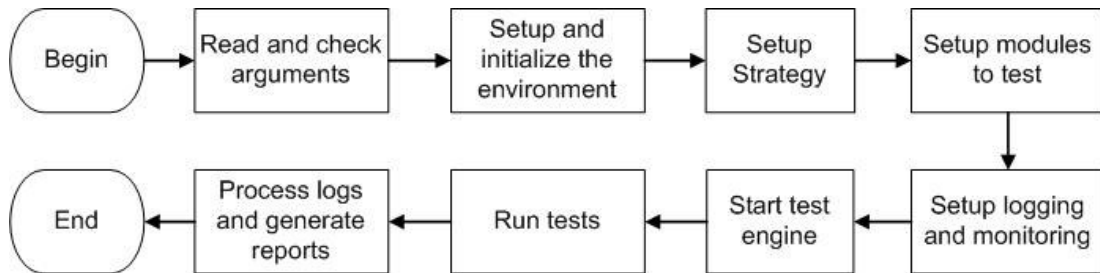 Begin
Read and check
arguments
Setup and
initialize the
environment
Setup
Strategy
Setup modules
to test
Setup logging
and monitoring
Start test
engine
Run tests
Process logs
and generate
reports
End